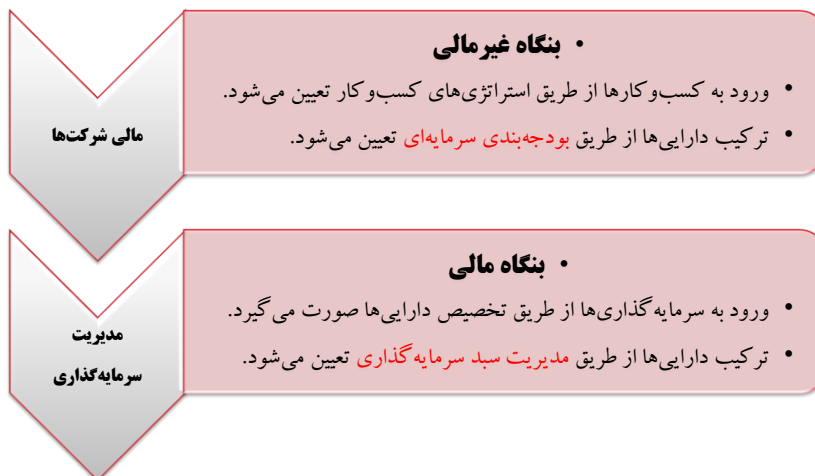 • بنگاه غیرمالی
• ورود به کسب‌وکارها از طریق استراتژی‌های کسب‌وکار تعیین می‌شود.
• ترکیب دارایی‌ها از طریق بودجه‌بندی سرمایه‌ای تعیین می‌شود.
مالی شرکت‌ها
• بنگاه مالی
• ورود به سرمایه‌گذاری‌ها از طریق تخصیص دارایی‌ها صورت می‌گیرد.
• ترکیب دارایی‌ها از طریق مدیریت سبد سرمایه‌گذاری تعیین می‌شود.
مدیریت
سرمایه‌گذاری